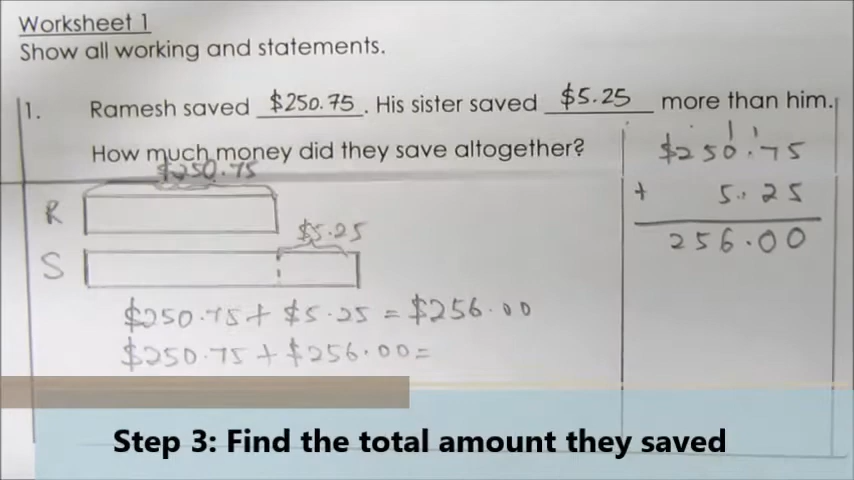 Worksheet 1
Show all working and statements.
1. Ramesh saved $250.75. His sister saved $5.25 more than him.
How much money did they save altogether?
$250.75
R
$5.25
S
$250.75 + $5.25 = $256.00
$250.75 + $256.00 =
$250.75
+ 5.25
256.00
Step 3: Find the total amount they saved